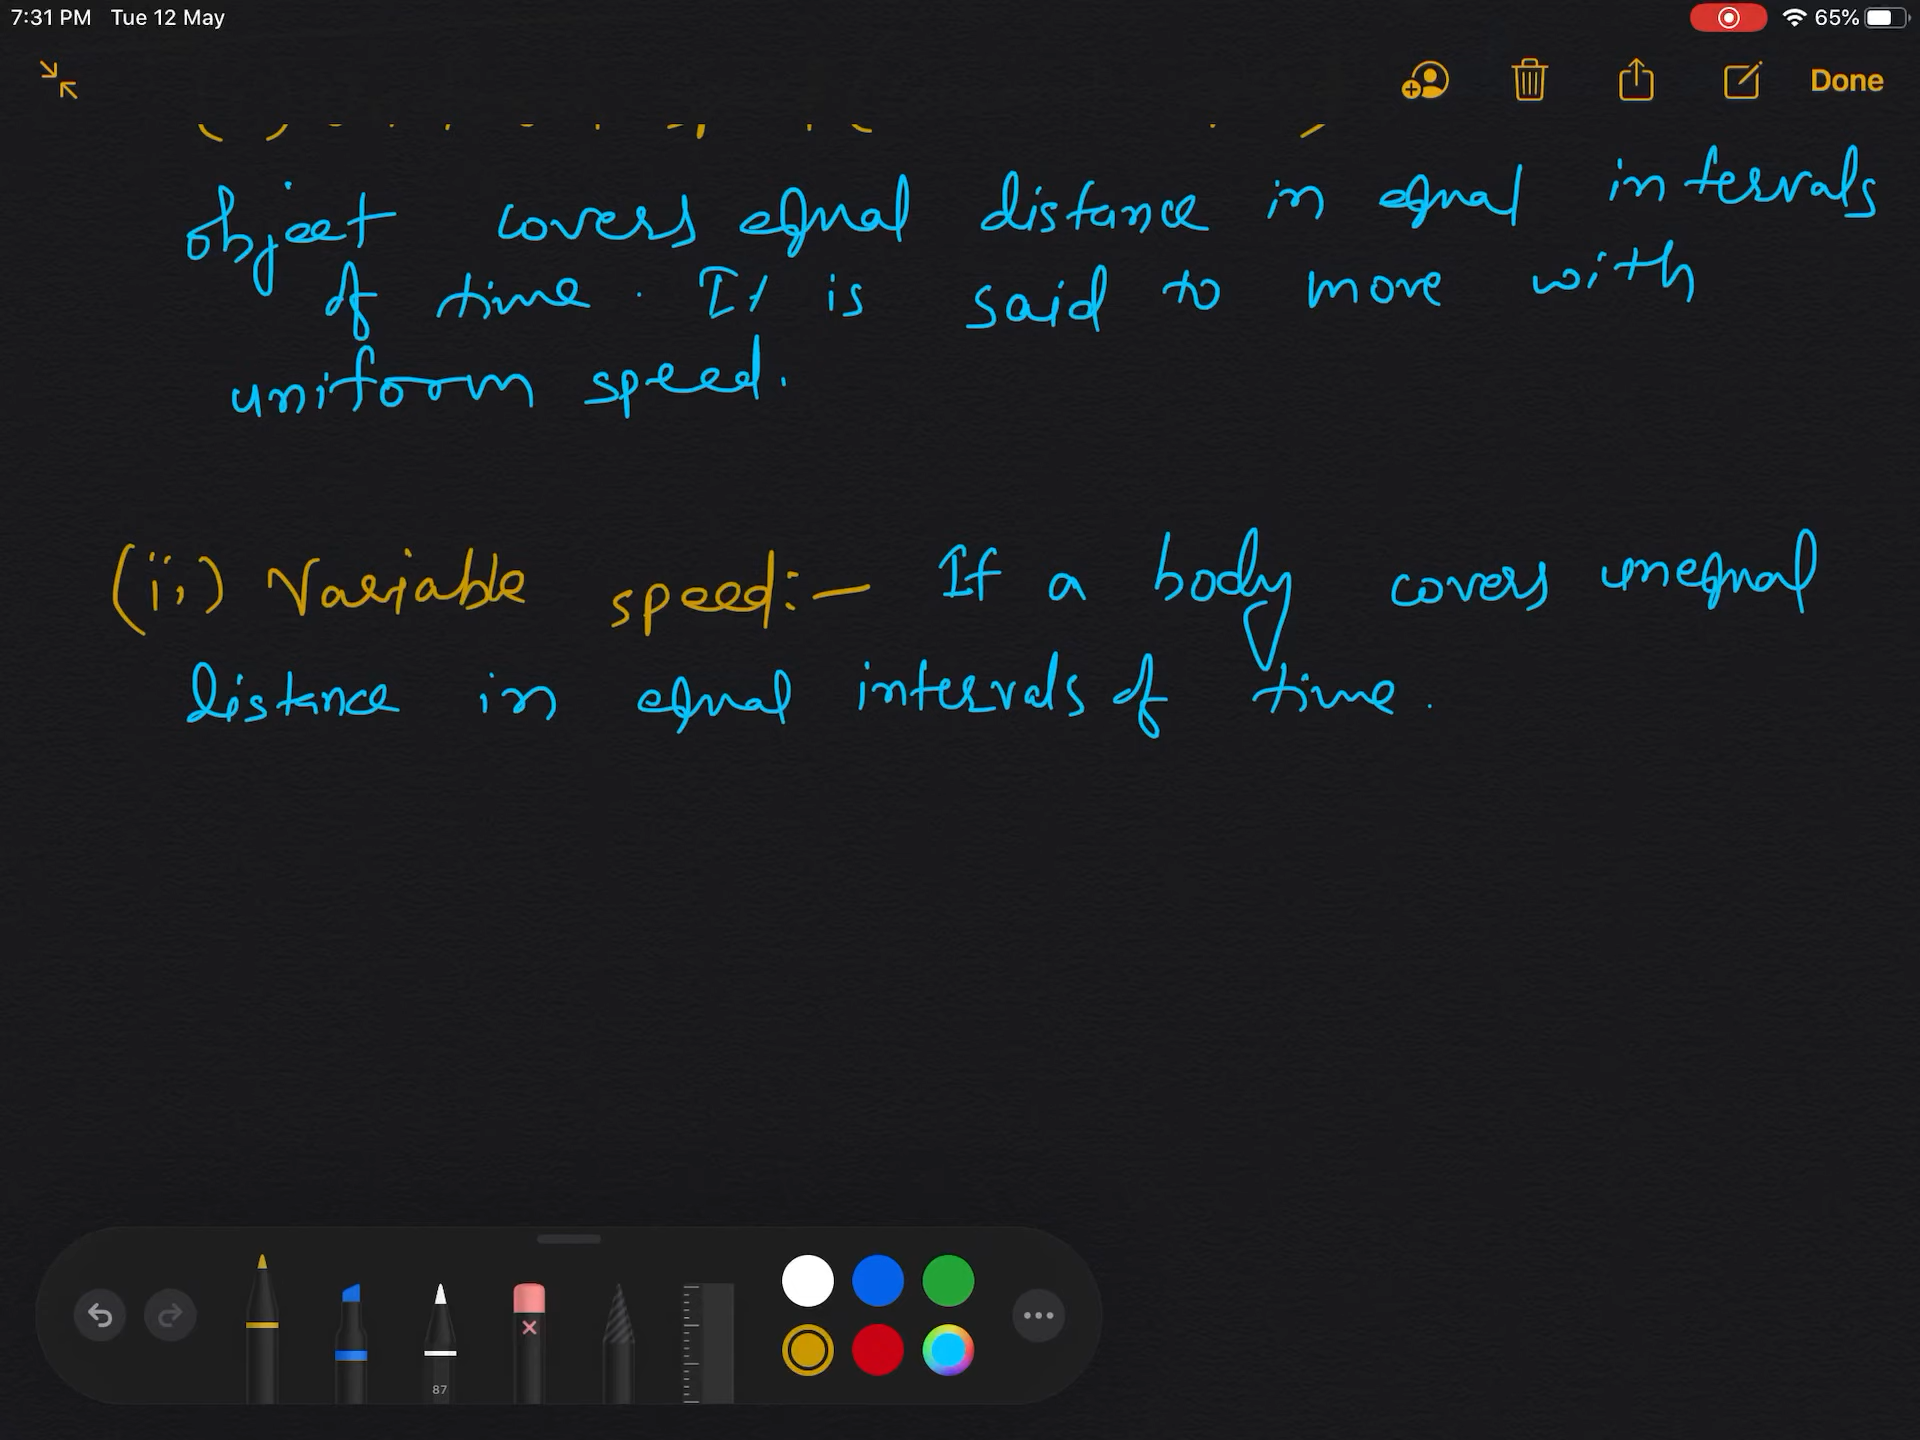 7:31 PM Tue 12 May 65%
Done
object covers equal distance in equal intervals
of time. It is said to move with
uniform speed.
(ii) Variable speed:- If a body covers unequal
distance in equal intervals of time.
87